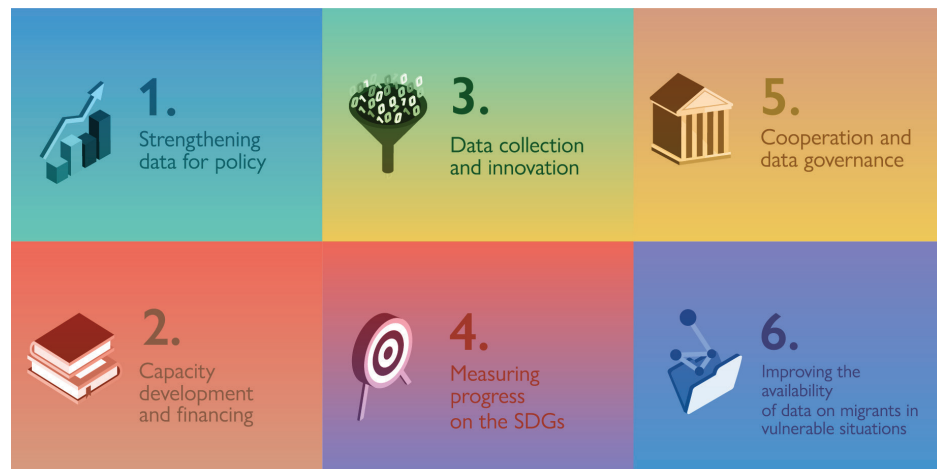 1.
Strengthening
data for policy
2.
Capacity
development
and financing
3.
Data collection
and innovation
4.
Measuring
progress
on the SDGs
5.
Cooperation and
data governance
6.
Improving the
availability
of data on migrants in
vulnerable situations